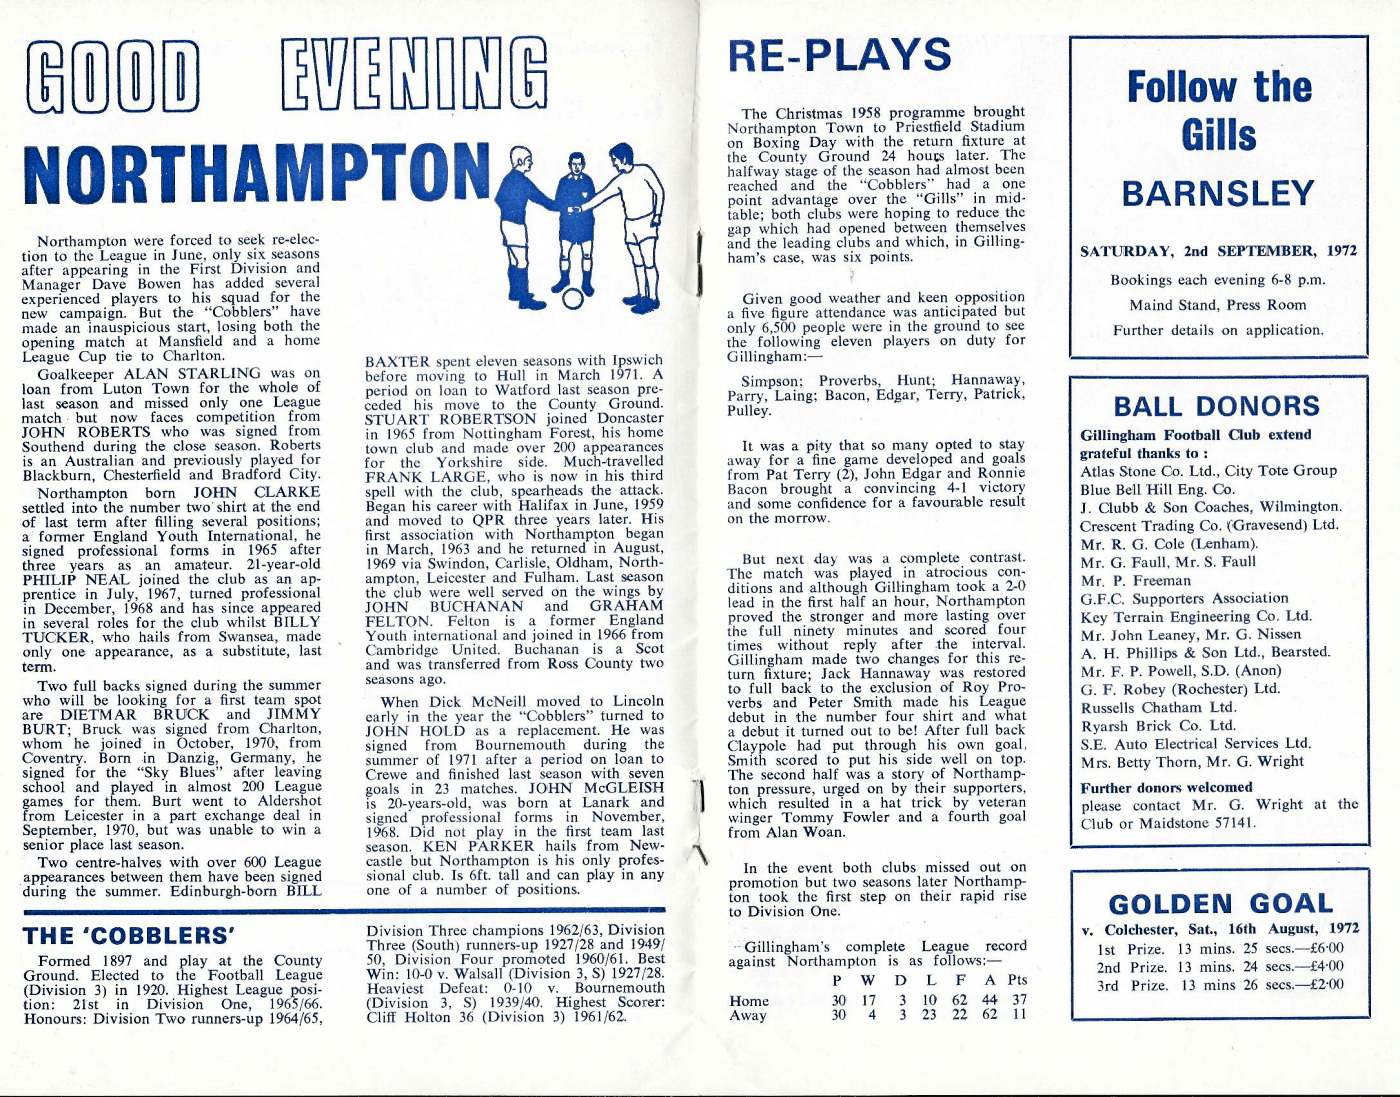 GOOD EVENING
NORTHAMPTON
Northampton were forced to seek re-elec-
tion to the League in June, only six seasons
after appearing in the First Division and
Manager Dave Bowen has added several
experienced players to his squad for the
new campaign. But the "Cobblers" have
made an inauspicious start, losing both the
opening match at Mansfield and a home
League Cup tie to Charlton.
Goalkeeper ALAN STARLING was on
loan from Luton Town for the whole of
last season and missed only one League
match but now faces competition from
JOHN ROBERTS who was signed from
Southend during the close season. Roberts
is an Australian and previously played for
Blackburn, Chesterfield and Bradford City.
Northampton born JOHN CLARKE
settled into the number two shirt at the end
of last term after filling several positions;
a former England Youth International, he
signed professional forms in 1965 after
three years as an amateur. 21-year-old
PHILIP NEAL joined the club as an ap-
prentice in July, 1967, turned professional
in December, 1968 and has since appeared
in several roles for the club whilst BILLY
TUCKER, who hails from Swansea, made
only one appearance, as a substitute, last
term.
Two full backs signed during the summer
who will be looking for a first team spot
are DIETMAR BRUCK and JIMMY
BURT; Bruck was signed from Charlton,
whom he joined in October, 1970, from
Coventry. Born in Danzig, Germany, he
signed for the "Sky Blues" after leaving
school and played in almost 200 League
games for them. Burt went to Aldershot
from Leicester in a part exchange deal in
September, 1970, but was unable to win a
senior place last season.
Two centre-halves with over 600 League
appearances between them have been signed
during the summer. Edinburgh-born BILL
BAXTER spent eleven seasons with Ipswich
before moving to Hull in March 1971. A
period on loan to Watford last season pre-
ceded his move to the County Ground.
STUART ROBERTSON joined Doncaster
in 1965 from Nottingham Forest, his home
town club and made over 200 appearances
for the Yorkshire side. Much-travelled
FRANK LARGE, who is now in his third
spell with the club, spearheads the attack.
Began his career with Halifax in June, 1959
and moved to QPR three years later. His
first association with Northampton began
in March, 1963 and he returned in August,
1969 via Swindon, Carlisle, Oldham, North-
ampton, Leicester and Fulham. Last season
the club were well served on the wings by
JOHN BUCHANAN and GRAHAM
FELTON. Felton is a former England
Youth international and joined in 1966 from
Cambridge United. Buchanan is a Scot
and was transferred from Ross County two
seasons ago.
When Dick McNeill moved to Lincoln
early in the year the "Cobblers" turned to
JOHN HOLD as a replacement. He was
signed from Bournemouth during the
summer of 1971 after a period on loan to
Crewe and finished last season with seven
goals in 23 matches. JOHN McGLEISH
is 20-years-old, was born at Lanark and
signed professional forms in November,
1968. Did not play in the first team last
season. KEN PARKER hails from New-
castle but Northampton is his only profes-
sional club. Is 6ft. tall and can play in any
one of a number of positions.
THE 'COBBLERS'
Formed 1897 and play at the County
Ground. Elected to the Football League
(Division 3) in 1920. Highest League posi-
tion: 21st in Division One, 1965/66.
Honours: Division Two runners-up 1964/65,
Division Three champions 1962/63, Division
Three (South) runners-up 1927/28 and 1949/
50, Division Four promoted 1960/61. Best
Win: 10-0 v. Walsall (Division 3, S) 1927/28.
Heaviest Defeat: 0-10 v. Bournemouth
(Division 3, S) 1939/40. Highest Scorer:
Cliff Holton 36 (Division 3) 1961/62.
RE-PLAYS
The Christmas 1958 programme brought
Northampton Town to Priestfield Stadium
on Boxing Day with the return fixture at
the County Ground 24 hours later. The
halfway stage of the season had almost been
reached and the "Cobblers" had a one
point advantage over the "Gills" in mid-
table; both clubs were hoping to reduce the
gap which had opened between themselves
and the leading clubs and which, in Gilling-
ham's case, was six points.
Given good weather and keen opposition
a five figure attendance was anticipated but
only 6,500 people were in the ground to see
the following eleven players on duty for
Gillingham:—
Simpson; Proverbs, Hunt; Hannaway,
Parry, Laing; Bacon, Edgar, Terry, Patrick,
Pulley.
It was a pity that so many opted to stay
away for a fine game developed and goals
from Pat Terry (2), John Edgar and Ronnie
Bacon brought a convincing 4-1 victory
and some confidence for a favourable result
on the morrow.
But next day was a complete contrast.
The match was played in atrocious con-
ditions and although Gillingham took a 2-0
lead in the first half an hour, Northampton
proved the stronger and more lasting over
the full ninety minutes and scored four
times without reply after the interval.
Gillingham made two changes for this re-
turn fixture; Jack Hannaway was restored
to full back to the exclusion of Roy Pro-
verbs and Peter Smith made his League
debut in the number four shirt and what
a debut it turned out to be! After full back
Claypole had put through his own goal,
Smith scored to put his side well on top.
The second half was a story of Northamp-
ton pressure, urged on by their supporters,
which resulted in a hat trick by veteran
winger Tommy Fowler and a fourth goal
from Alan Woan.
In the event both clubs missed out on
promotion but two seasons later Northamp-
ton took the first step on their rapid rise
to Division One.
Gillingham's complete League record
against Northampton is as follows:—
P W D L F A Pts
Home 30 17 3 10 62 44 37
Away 30 4 3 23 22 62 11
Follow the
Gills
BARNSLEY
SATURDAY, 2nd SEPTEMBER, 1972
Bookings each evening 6-8 p.m.
Maind Stand, Press Room
Further details on application.
BALL DONORS
Gillingham Football Club extend
grateful thanks to :
Atlas Stone Co. Ltd., City Tote Group
Blue Bell Hill Eng. Co.
J. Clubb & Son Coaches, Wilmington.
Crescent Trading Co. (Gravesend) Ltd.
Mr. R. G. Cole (Lenham).
Mr. G. Faull, Mr. S. Faull
Mr. P. Freeman
G.F.C. Supporters Association
Key Terrain Engineering Co. Ltd.
Mr. John Leaney, Mr. G. Nissen
A. H. Phillips & Son Ltd., Bearsted.
Mr. F. P. Powell, S.D. (Anon)
G. F. Robey (Rochester) Ltd.
Russells Chatham Ltd.
Ryarsh Brick Co. Ltd.
S.E. Auto Electrical Services Ltd.
Mrs. Betty Thorn, Mr. G. Wright
Further donors welcomed
please contact Mr. G. Wright at the
Club or Maidstone 57141.
GOLDEN GOAL
v. Colchester, Sat., 16th August, 1972
1st Prize. 13 mins. 25 secs.—£6·00
2nd Prize. 13 mins. 24 secs.—£4·00
3rd Prize. 13 mins 26 secs.—£2·00